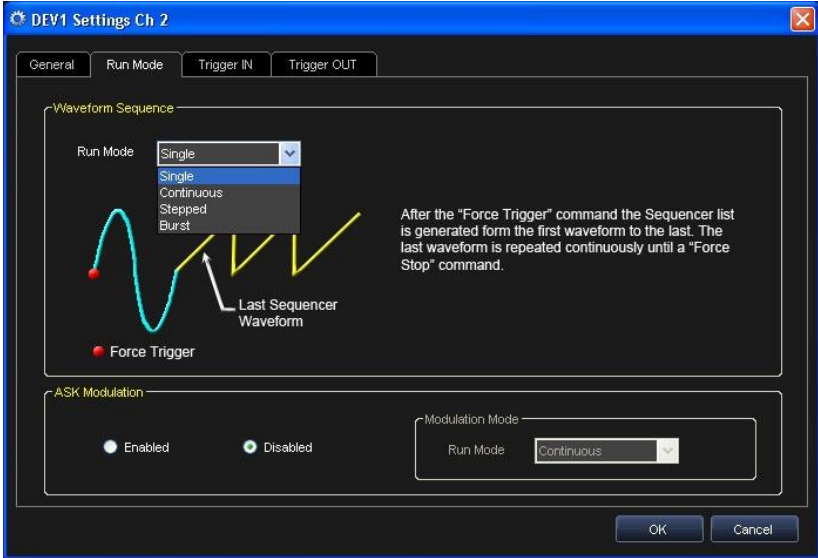 DEV1 Settings Ch 2
General
Run Mode
Trigger IN
Trigger OUT
Waveform Sequence
Run Mode
Single
Single
Continuous
Stepped
Burst
After the “Force Trigger” command the Sequencer list
is generated form the first waveform to the last. The
last waveform is repeated continuously until a “Force
Stop” command.
Last Sequencer
Waveform
Force Trigger
ASK Modulation
Enabled
Disabled
Modulation Mode
Run Mode
Continuous
OK
Cancel